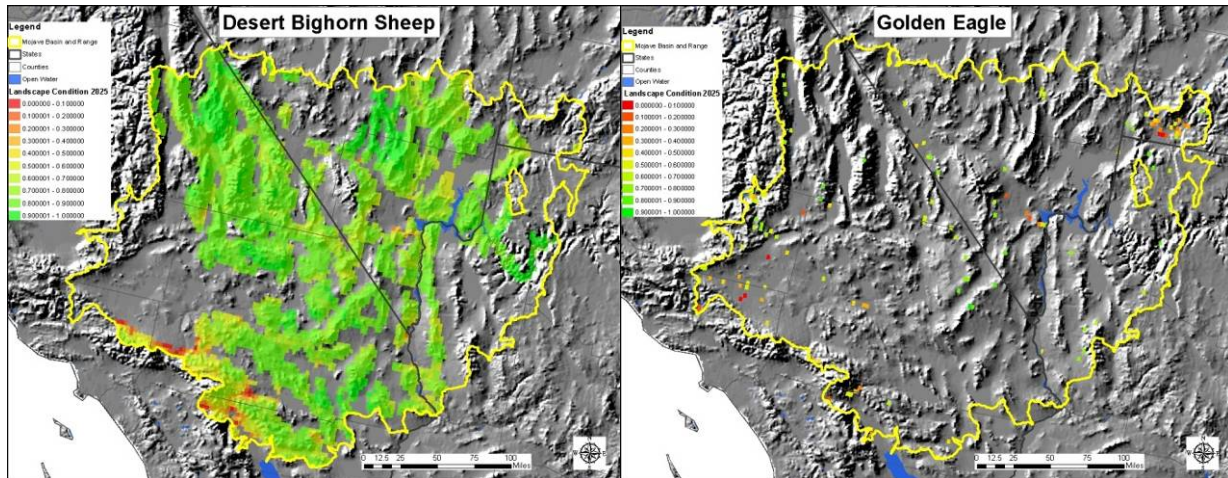 Desert Bighorn Sheep
Legend
Mojave Basin and Range
States
Counties
Open Water
Landscape Condition 2025
0.000000 - 0.100000
0.100001 - 0.200000
0.200001 - 0.300000
0.300001 - 0.400000
0.400001 - 0.500000
0.500001 - 0.600000
0.600001 - 0.700000
0.700001 - 0.800000
0.800001 - 0.900000
0.900001 - 1.000000
0 12.5 25 50 75 100
Miles
Golden Eagle
Legend
Mojave Basin and Range
States
Counties
Open Water
Landscape Condition 2025
0.000000 - 0.100000
0.100001 - 0.200000
0.200001 - 0.300000
0.300001 - 0.400000
0.400001 - 0.500000
0.500001 - 0.600000
0.600001 - 0.700000
0.700001 - 0.800000
0.800001 - 0.900000
0.900001 - 1.000000
0 12.5 25 50 75 100
Miles